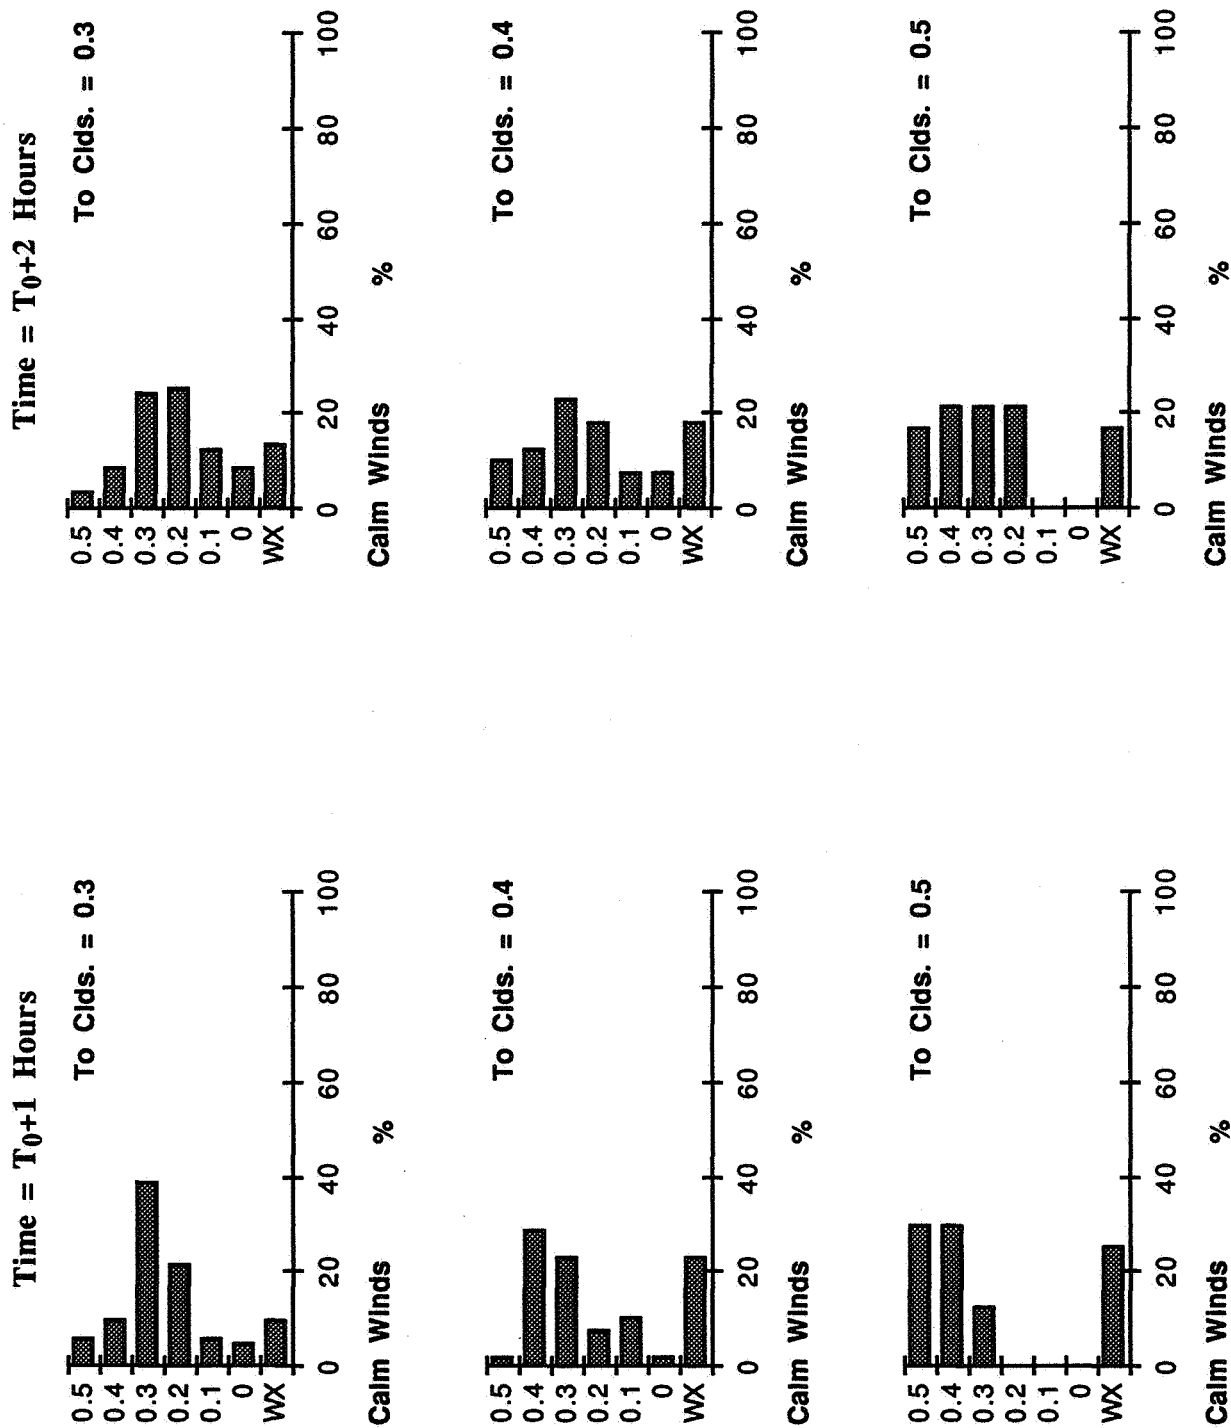 Time = T0+1 Hours
To Clds. = 0.3
0.5
0.4
0.3
0.2
0.1
0
WX
0 20 40 60 80 100
Calm Winds %
To Clds. = 0.4
0.5
0.4
0.3
0.2
0.1
0
WX
0 20 40 60 80 100
Calm Winds %
To Clds. = 0.5
0.5
0.4
0.3
0.2
0.1
0
WX
0 20 40 60 80 100
Calm Winds %
Time = T0+2 Hours
To Clds. = 0.3
0.5
0.4
0.3
0.2
0.1
0
WX
0 20 40 60 80 100
Calm Winds %
To Clds. = 0.4
0.5
0.4
0.3
0.2
0.1
0
WX
0 20 40 60 80 100
Calm Winds %
To Clds. = 0.5
0.5
0.4
0.3
0.2
0.1
0
WX
0 20 40 60 80 100
Calm Winds %